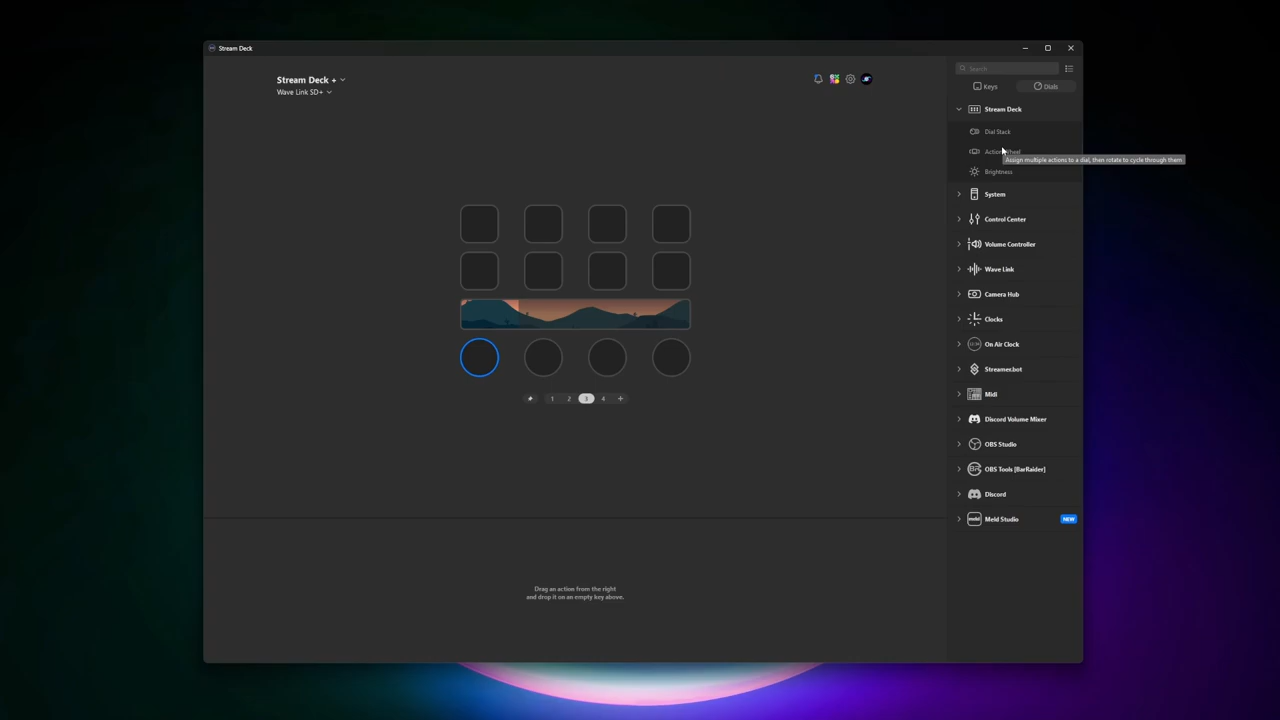 Stream Deck
Stream Deck +
Wave Link SD+
Search
Keys
Dials
Stream Deck
Dial Stack
Action Wheel
Assign multiple actions to a dial, then rotate to cycle through them
Brightness
System
Control Center
Volume Controller
Wave Link
Camera Hub
Clocks
On Air Clock
Streamer.bot
Midi
Discord Volume Mixer
OBS Studio
OBS Tools [BarRaider]
Discord
Meld Studio
NEW
1 2 3 4 +
Drag an action from the right
and drop it on an empty key above.